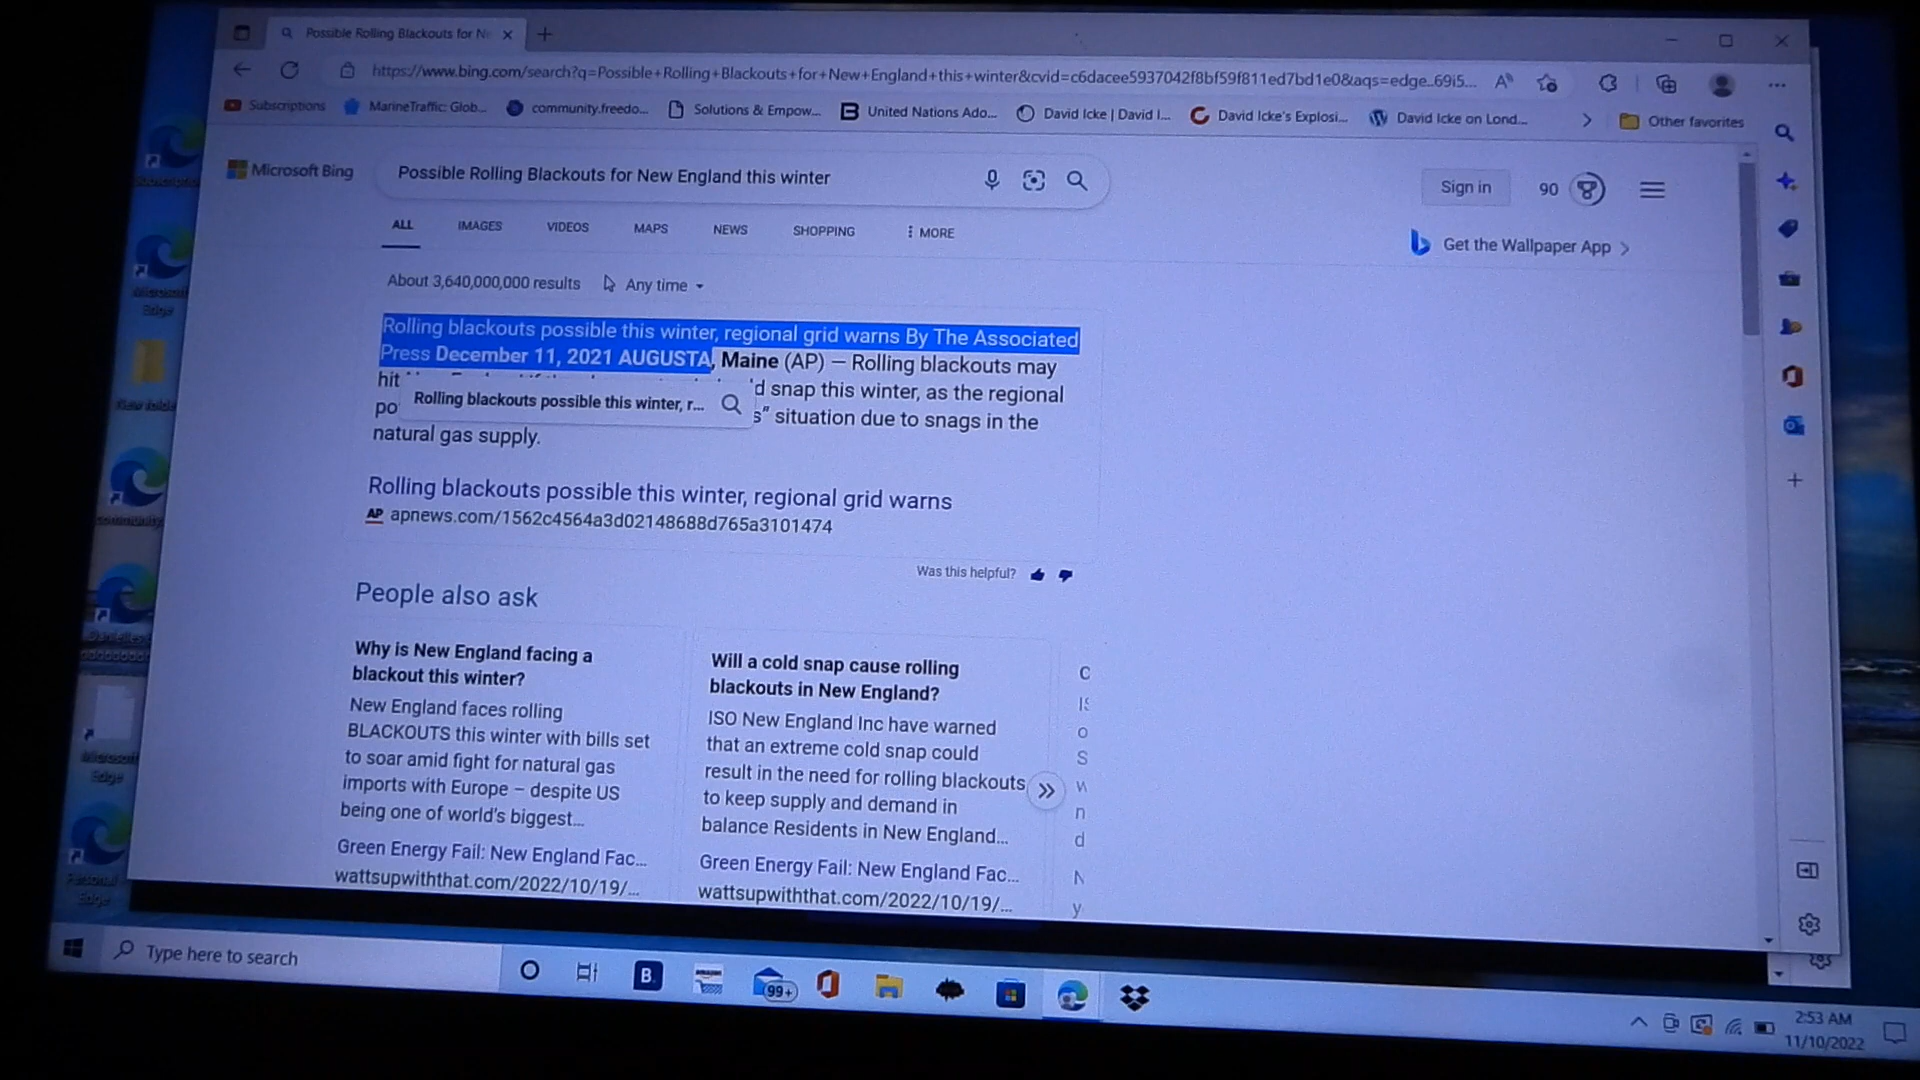 Possible Rolling Blackouts for Ne
https://www.bing.com/search?q=Possible+Rolling+Blackouts+for+New+England+this+winter&cvid=c6dacee5937042f8bf59f811ed7bd1e0&aqs=edge..69i5...
Subscriptions MarineTraffic: Glob... community.freedo... Solutions & Empow... United Nations Ado... David Icke | David I... David Icke's Explosi... David Icke on Lond... Other favorites
Microsoft Bing
Possible Rolling Blackouts for New England this winter
Sign in 90
ALL IMAGES VIDEOS MAPS NEWS SHOPPING MORE
Get the Wallpaper App
About 3,640,000,000 results Any time
Rolling blackouts possible this winter, regional grid warns By The Associated
Press December 11, 2021 AUGUSTA, Maine (AP) — Rolling blackouts may
hit d snap this winter, as the regional
Rolling blackouts possible this winter, r...
po s” situation due to snags in the
natural gas supply.
Rolling blackouts possible this winter, regional grid warns
AP apnews.com/1562c4564a3d02148688d765a3101474
Was this helpful?
People also ask
Why is New England facing a
blackout this winter?
New England faces rolling
BLACKOUTS this winter with bills set
to soar amid fight for natural gas
imports with Europe – despite US
being one of world's biggest...
Green Energy Fail: New England Fac...
wattsupwiththat.com/2022/10/19/...
Will a cold snap cause rolling
blackouts in New England?
ISO New England Inc have warned
that an extreme cold snap could
result in the need for rolling blackouts
to keep supply and demand in
balance Residents in New England...
Green Energy Fail: New England Fac...
wattsupwiththat.com/2022/10/19/...
Microsoft
Edge
New folder
community
Microsoft
Edge
Personal
Edge
Type here to search
B.
99+
2:53 AM
11/10/2022